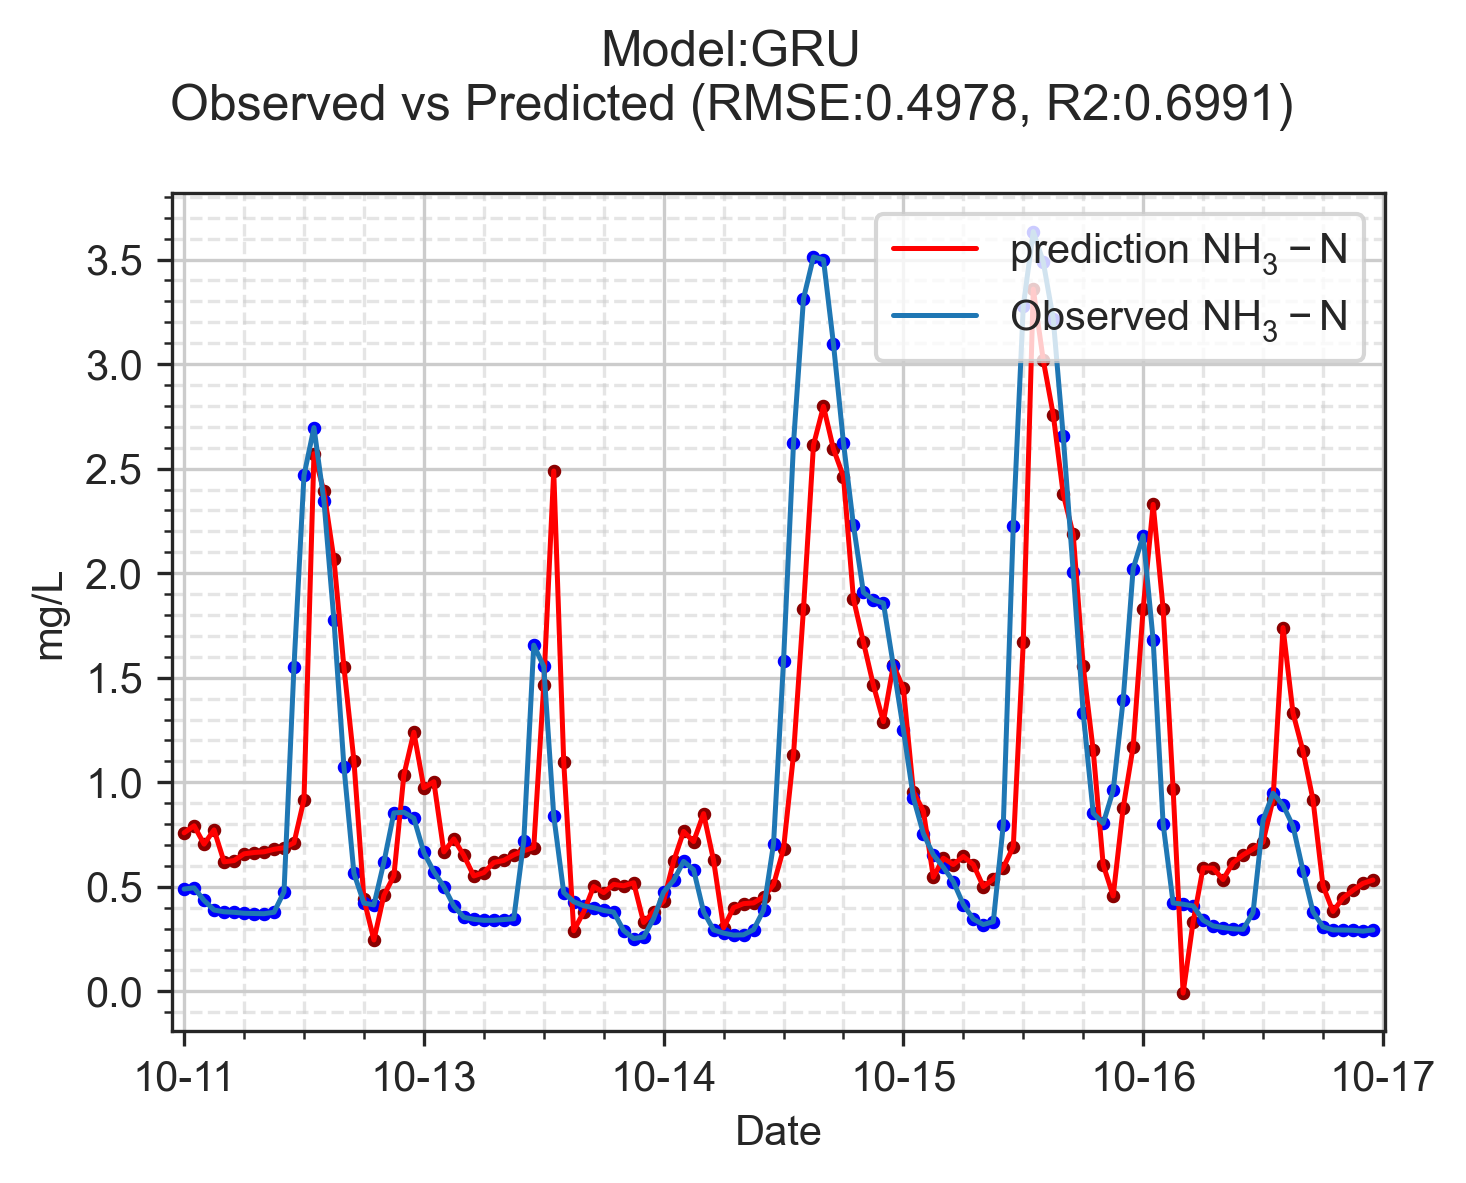 Model:GRU
Observed vs Predicted (RMSE:0.4978, R2:0.6991)
prediction NH₃ − N
Observed NH₃ − N
3.5
3.0
2.5
2.0
1.5
1.0
0.5
0.0
mg/L
10-11 10-13 10-14 10-15 10-16 10-17
Date